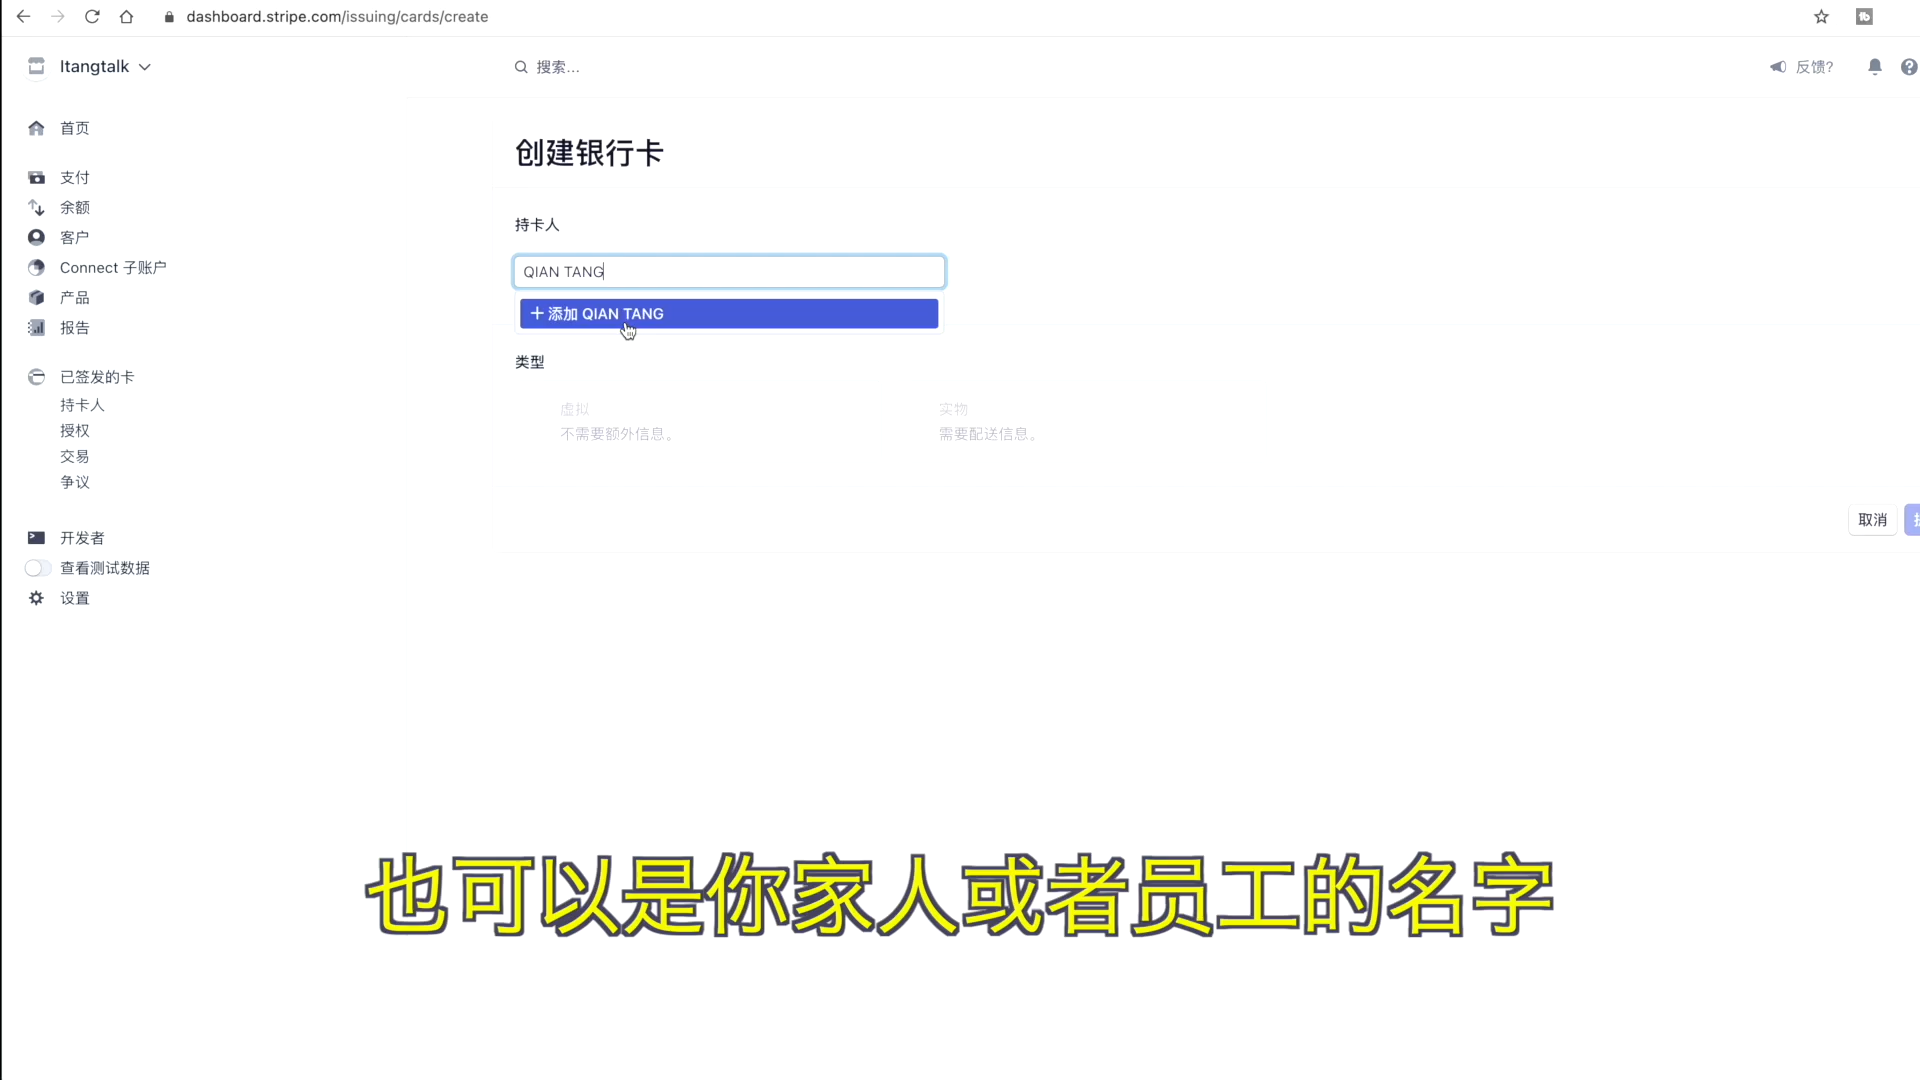 dashboard.stripe.com/issuing/cards/create
ltangtalk
搜索...
反馈?
首页
支付
余额
客户
Connect 子账户
产品
报告
已签发的卡
持卡人
授权
交易
争议
开发者
查看测试数据
设置
创建银行卡
持卡人
QIAN TANG
+ 添加 QIAN TANG
类型
虚拟
不需要额外信息。
实物
需要配送信息。
取消
也可以是你家人或者员工的名字